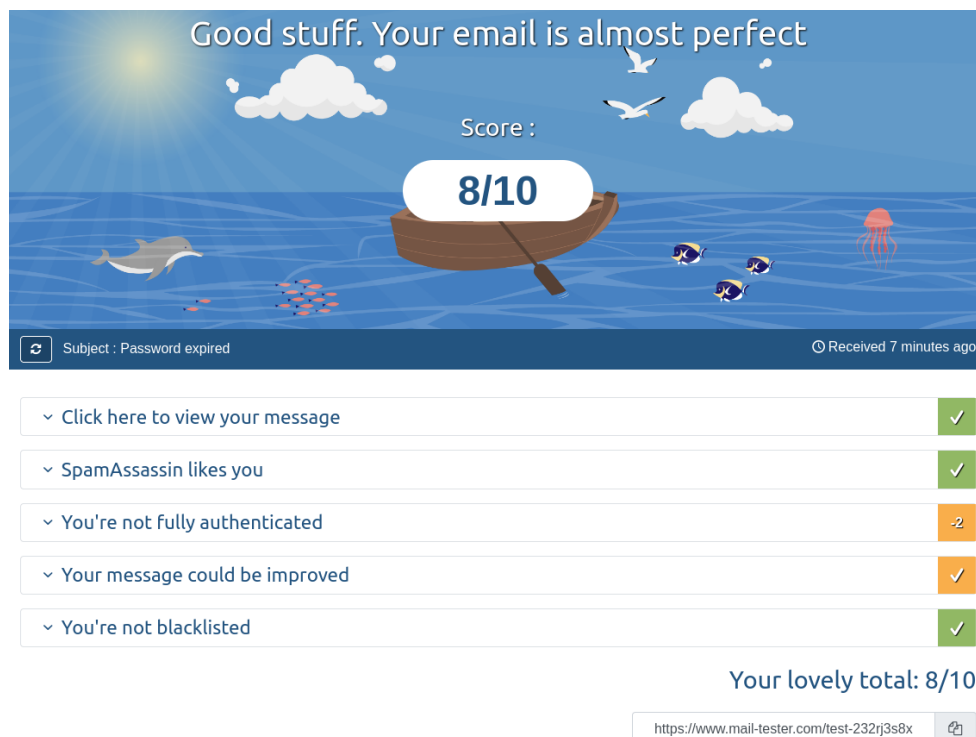 Good stuff. Your email is almost perfect
Score :
8/10
Subject : Password expired
Received 7 minutes ago
Click here to view your message
SpamAssassin likes you
You're not fully authenticated
-2
Your message could be improved
You're not blacklisted
Your lovely total: 8/10
https://www.mail-tester.com/test-232rj3s8x